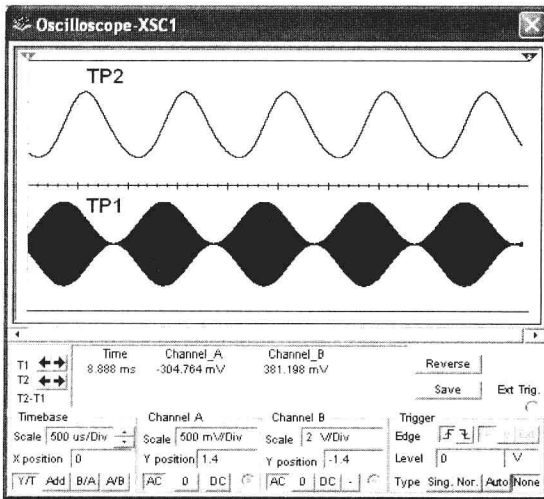 Oscilloscope-XSC1
TP2
TP1
Time Channel_A Channel_B
T1 8.888 ms -304.764 mV 381.198 mV
T2
T2-T1
Reverse
Save
Ext Trig.
Timebase
Scale 500 us/Div
X position 0
Y/T Add B/A A/B
Channel A
Scale 500 mV/Div
Y position 1.4
AC 0 DC
Channel B
Scale 2 V/Div
Y position -1.4
AC 0 DC -
Trigger
Edge
Level 0 V
Type Sing. Nor. Auto None